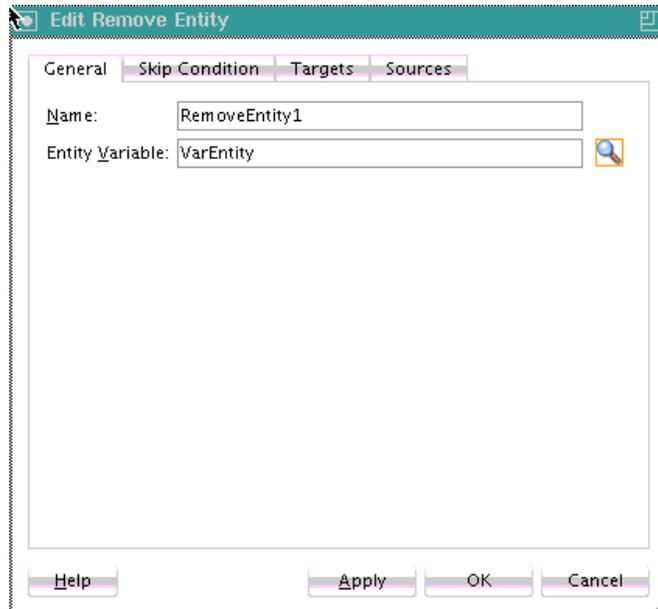 Edit Remove Entity
General Skip Condition Targets Sources
Name: RemoveEntity1
Entity Variable: VarEntity
Help Apply OK Cancel